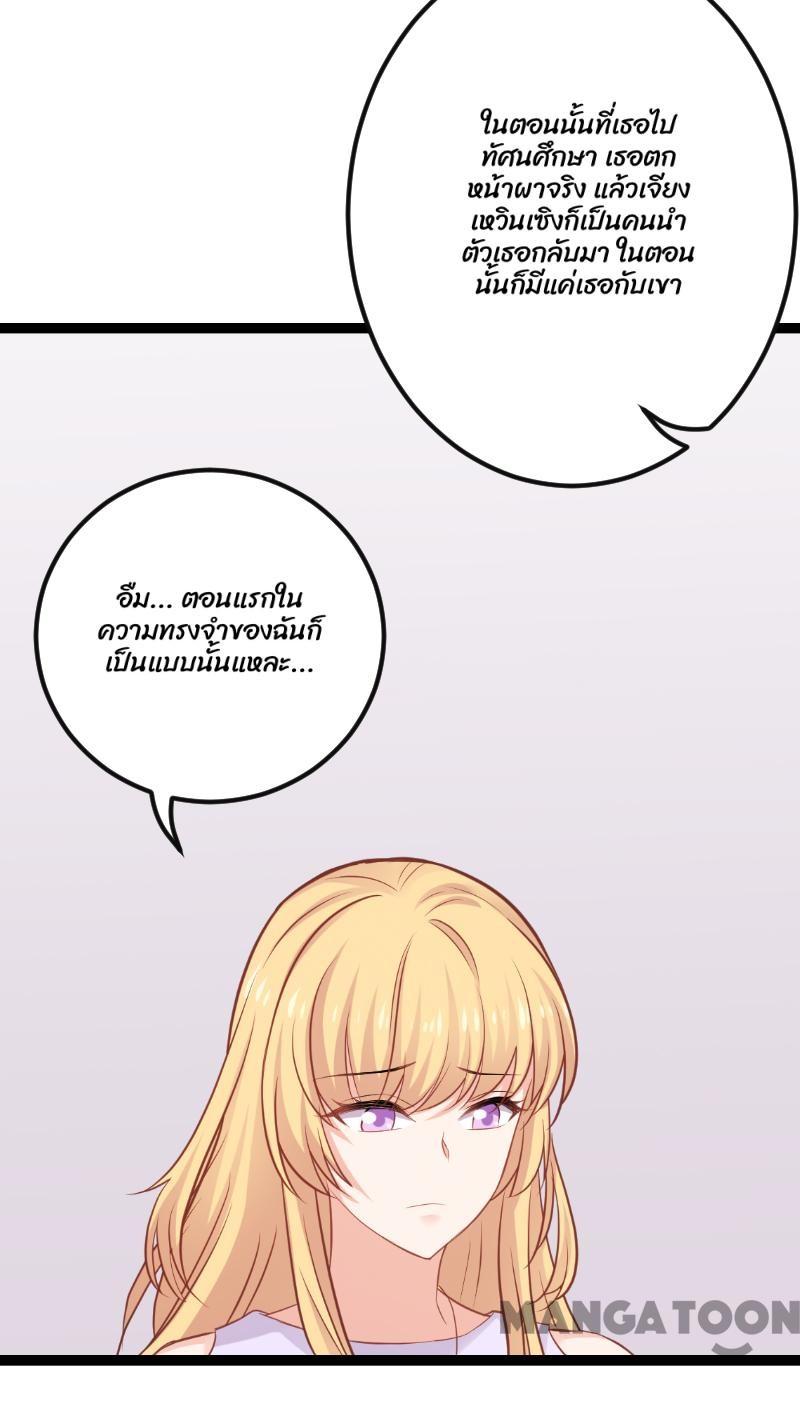 ในตอนนั้นที่เธอไป
ทัศนศึกษา เธอตก
หน้าผาจริง แล้วเจียง
เหวินเซิงก็เป็นคนนำ
ตัวเธอกลับมา ในตอน
นั้นก็มีแค่เธอกับเขา
อืม... ตอนแรกใน
ความทรงจำของฉันก็
เป็นแบบนั้นแหละ...
MANGATOON